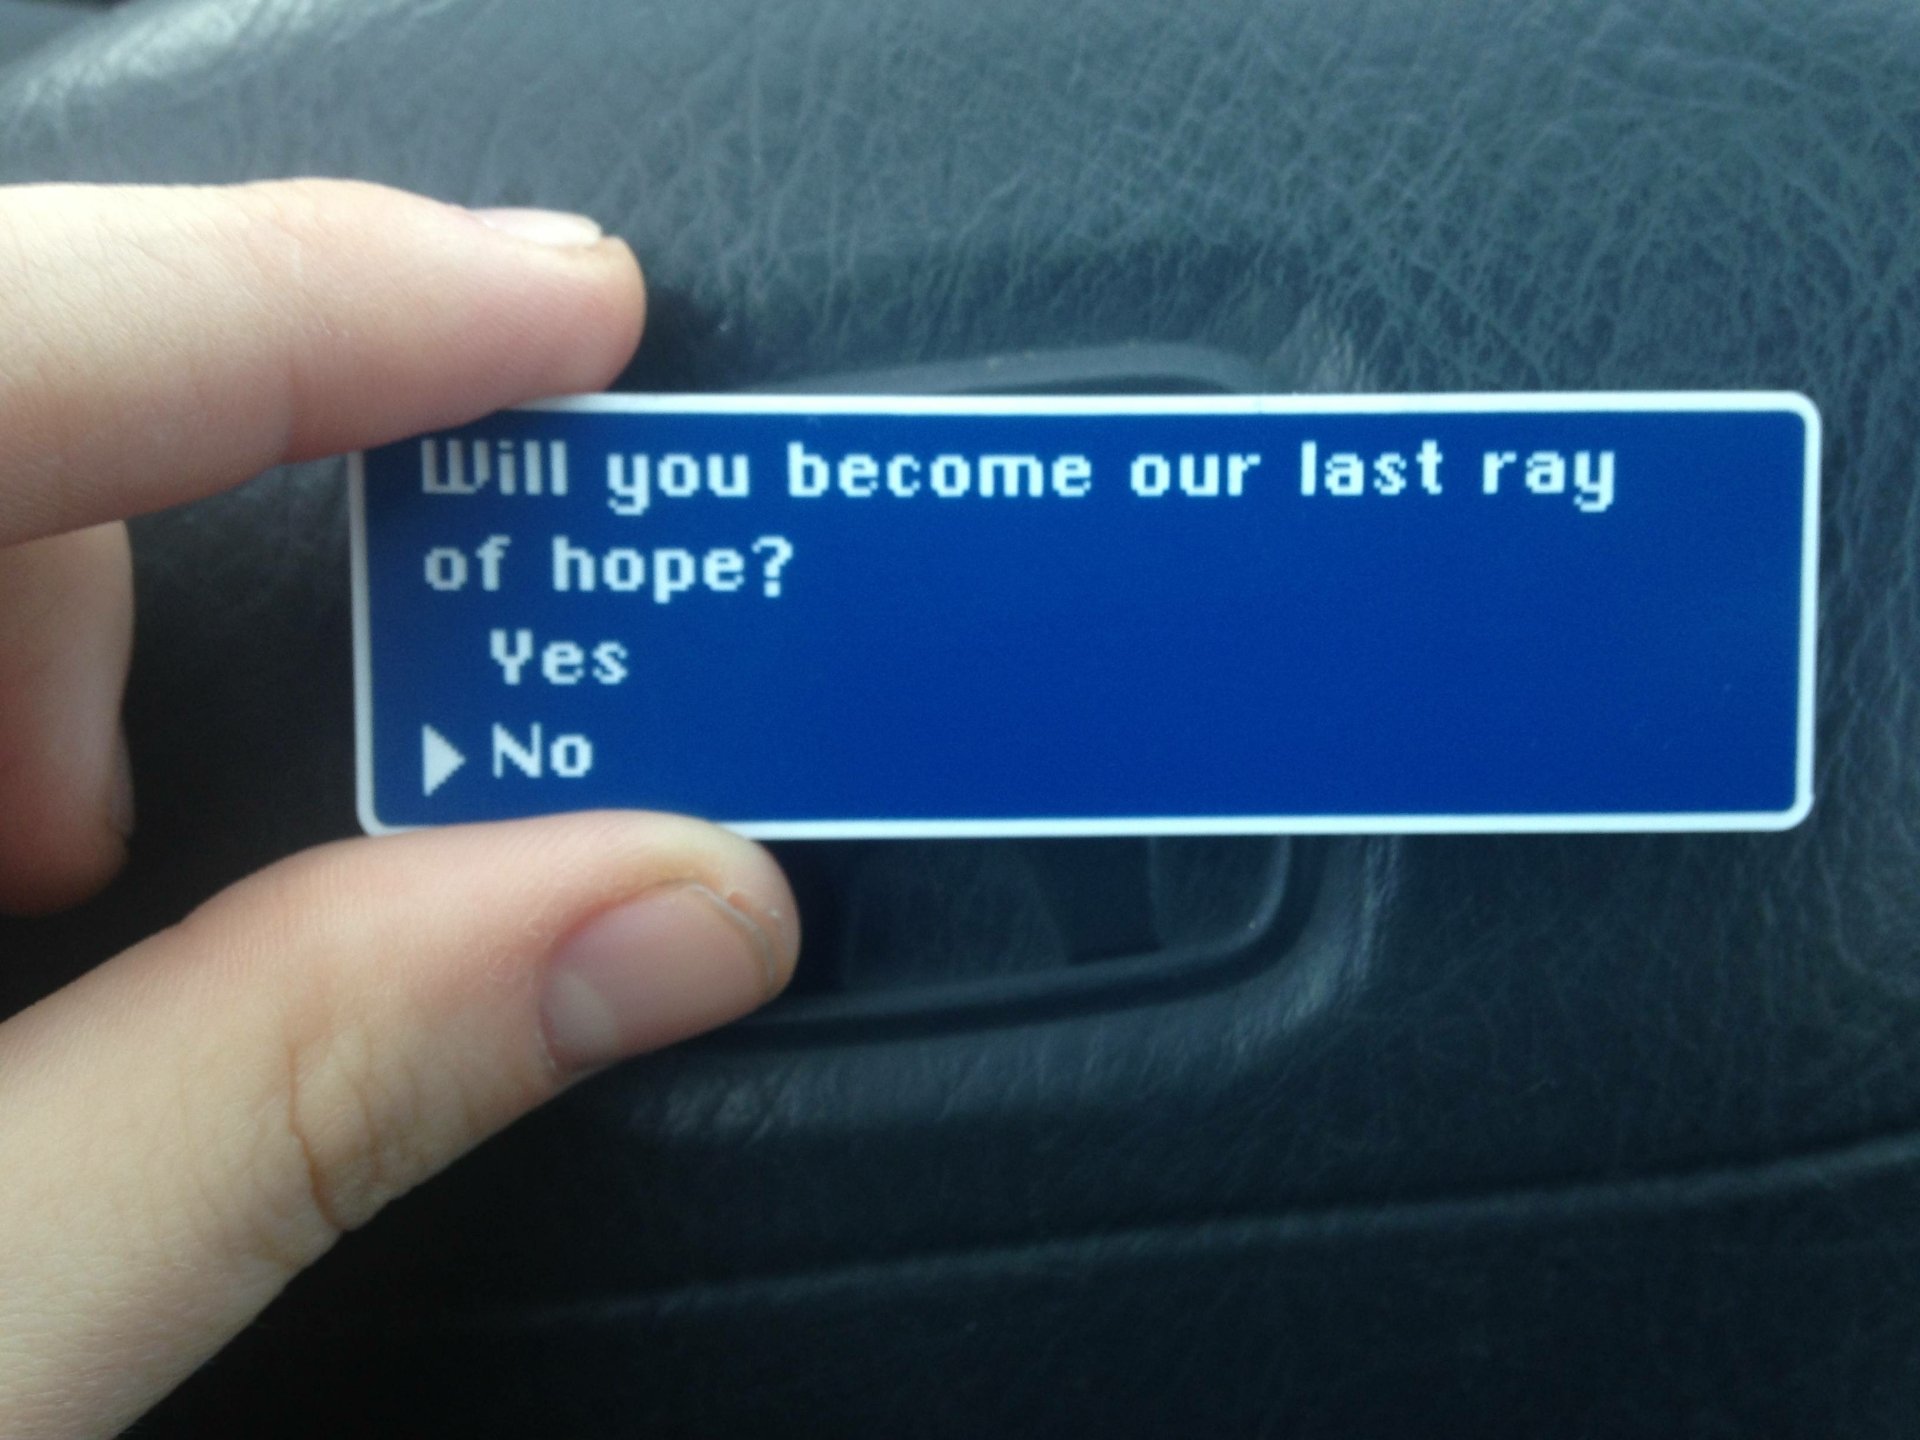 Will you become our last ray
of hope?
Yes
▶ No